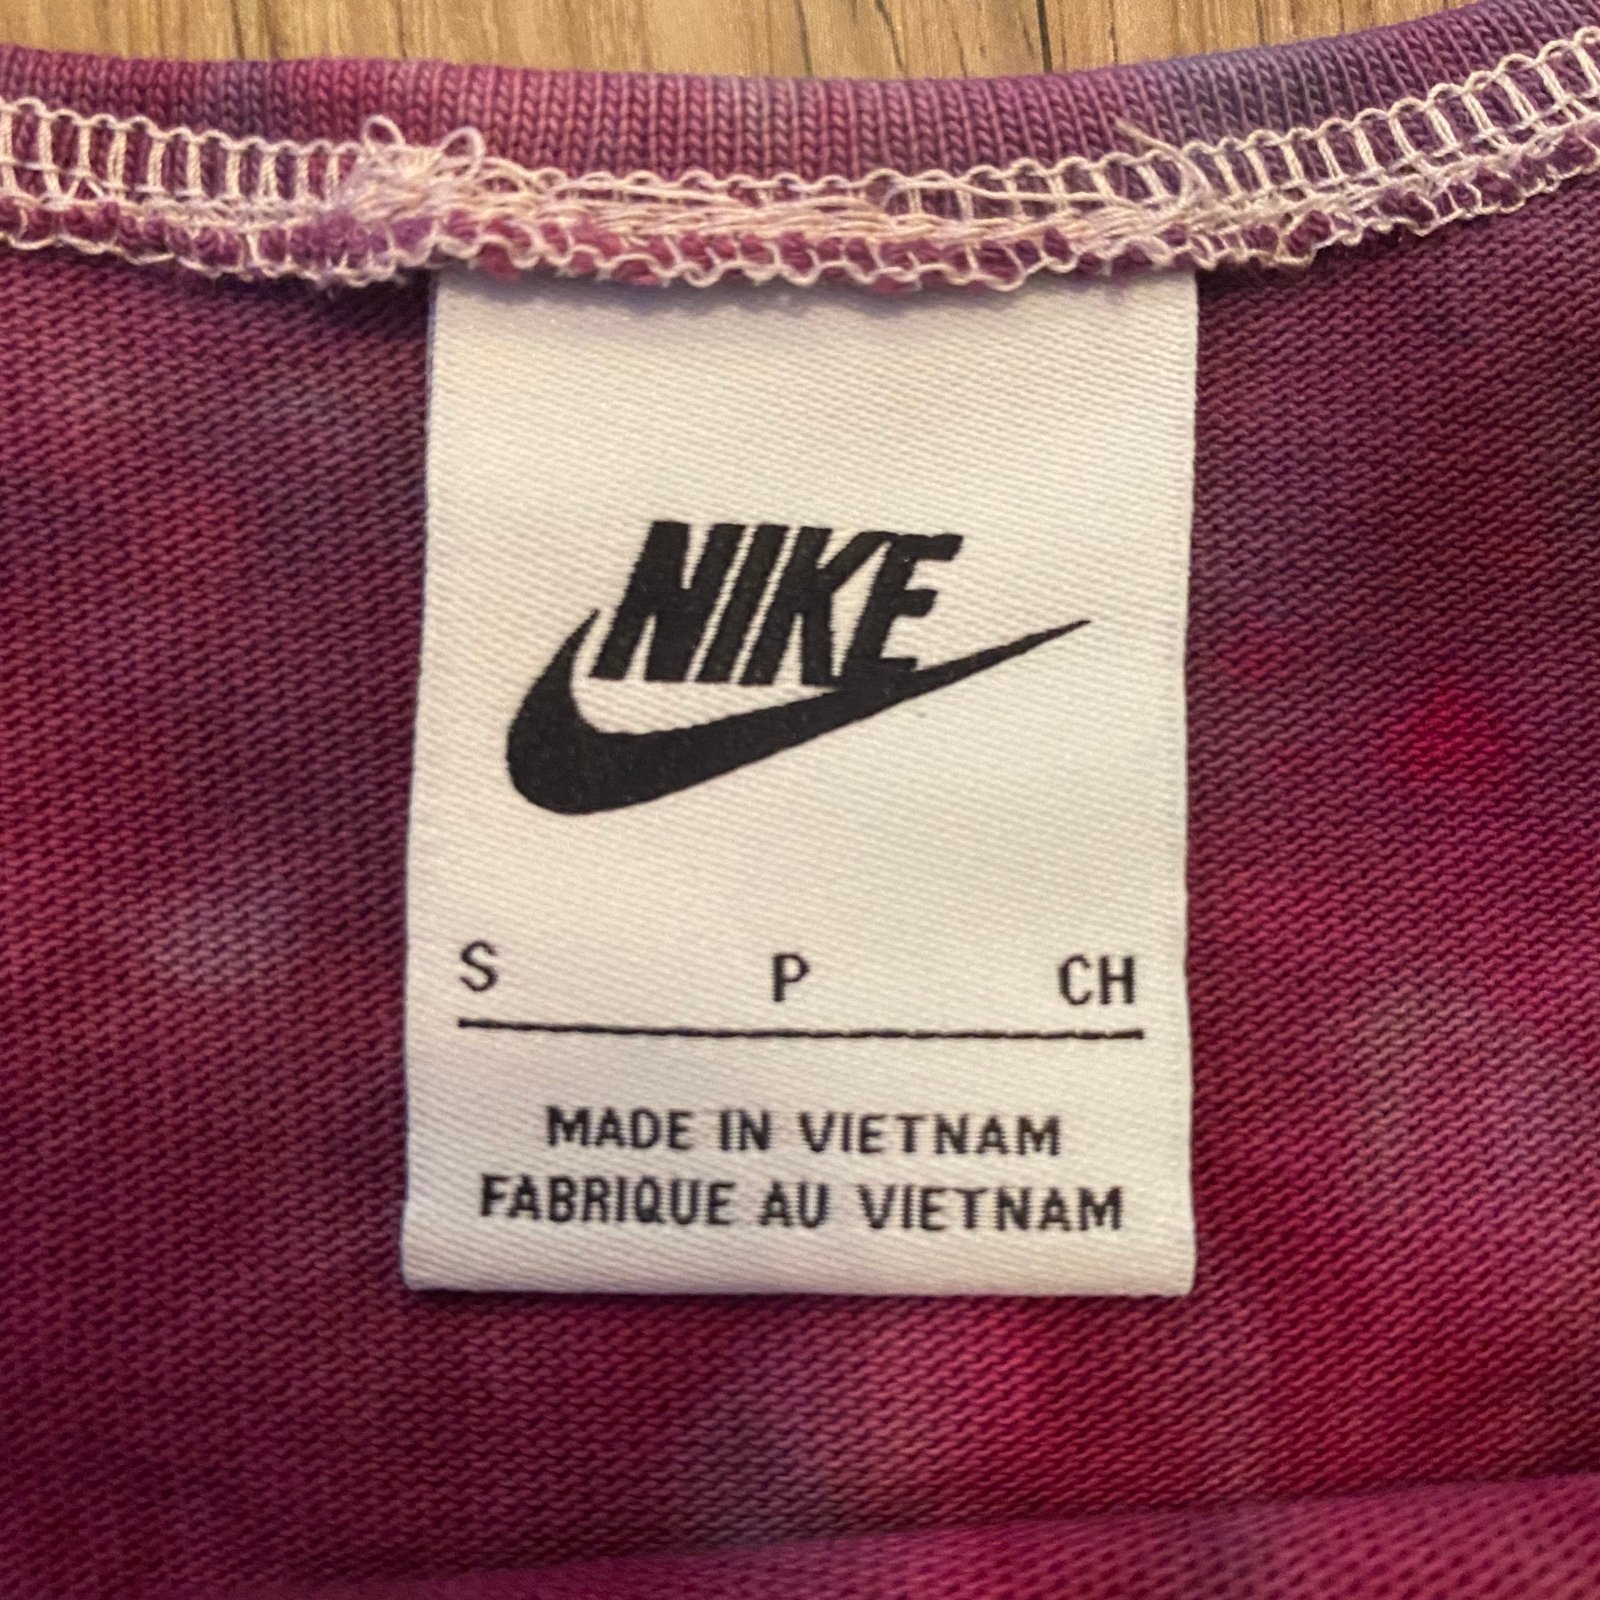 NIKE
S P CH
MADE IN VIETNAM
FABRIQUE AU VIETNAM